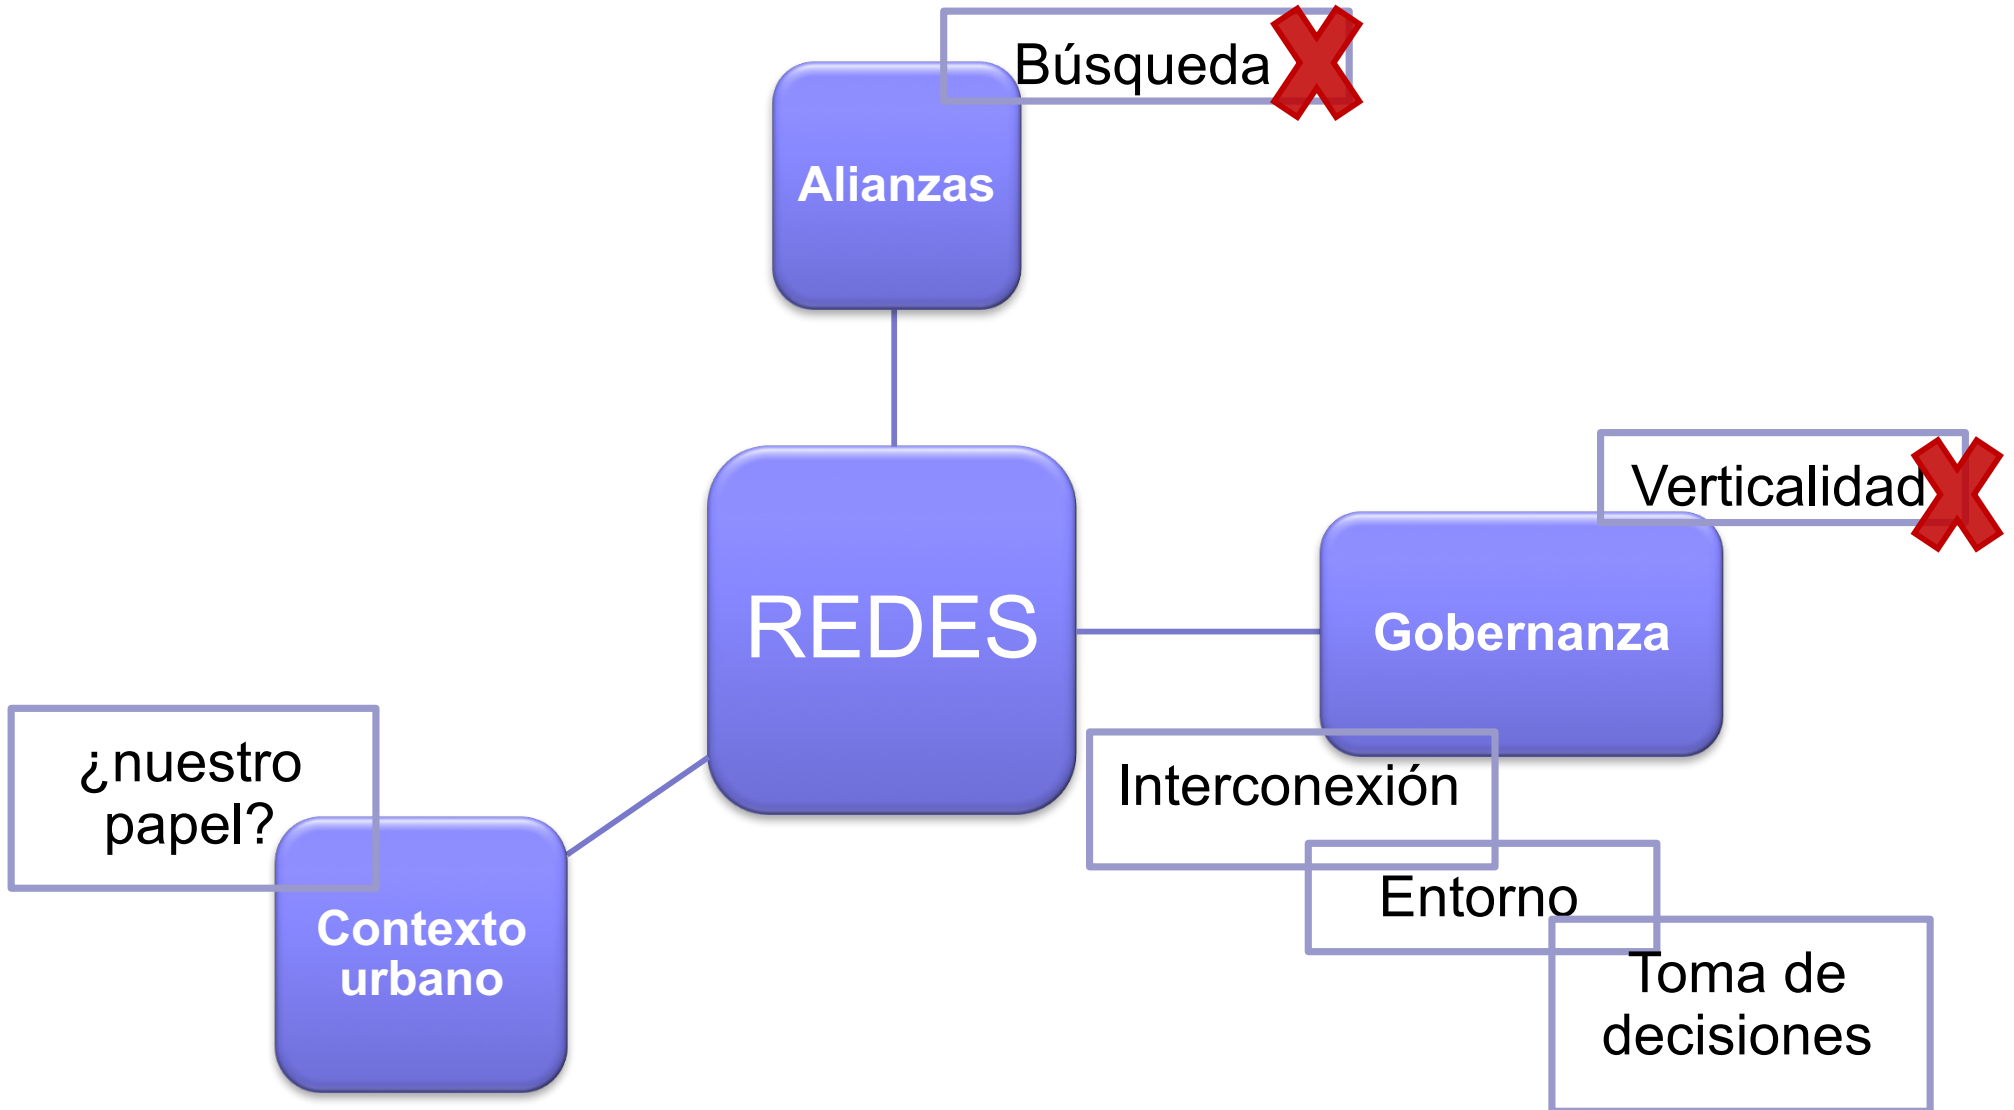 Búsqueda
Alianzas
Verticalidad
REDES
Gobernanza
¿nuestro
papel?
Interconexión
Contexto
urbano
Entorno
Toma de
decisiones